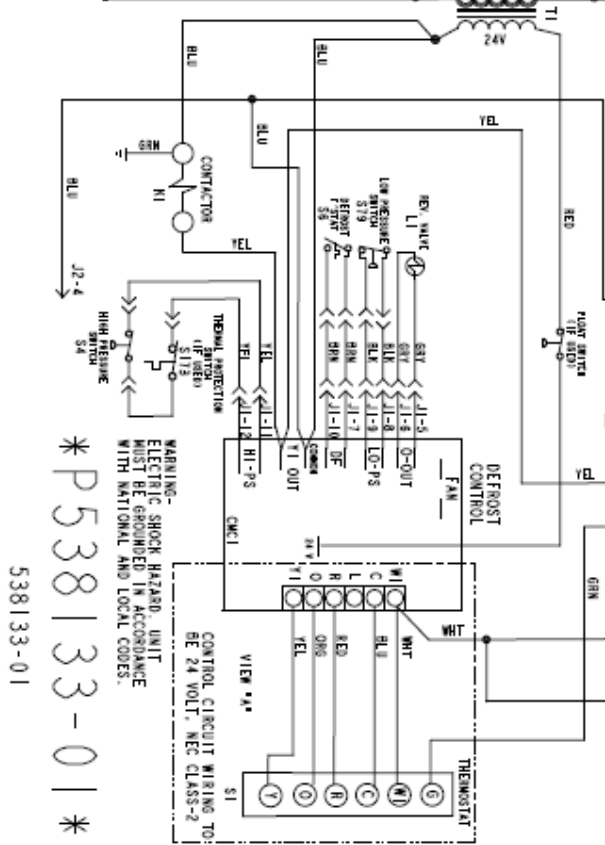 T1
24V
BLU
BLU
YEL
RED
BLU
GRN
CONTACTOR
K1
YEL
BLU
J2-4
REV. VALVE
L1
LOW PRESSURE
SWITCH
S79
DEFROST
T'STAT
S6
FLOAT SWITCH
(IF USED)
HIGH PRESSURE
SWITCH
S4
THERMAL PROTECTION
SWITCH
(IF USED)
S173
YEL
YEL
BRN
BRN
BLK
BLK
GRY
GRY
J1-12
J1-11
J1-10
J1-7
J1-9
J1-8
J1-6
J1-5
HI-PS
Y1 OUT
COMMON
DF
LO-PS
O-OUT
FAN
DEFROST
CONTROL
CMC1
24 V
YEL
GRN
Y1
O
R
L
C
W1
YEL
ORG
RED
BLU
WHT
WHT
VIEW "A"
CONTROL CIRCUIT WIRING TO
BE 24 VOLT, NEC CLASS-2
THERMOSTAT
S1
Y
O
R
C
W1
G
WARNING-
ELECTRIC SHOCK HAZARD, UNIT
MUST BE GROUNDED IN ACCORDANCE
WITH NATIONAL AND LOCAL CODES.
*P538133-01*
538133-01